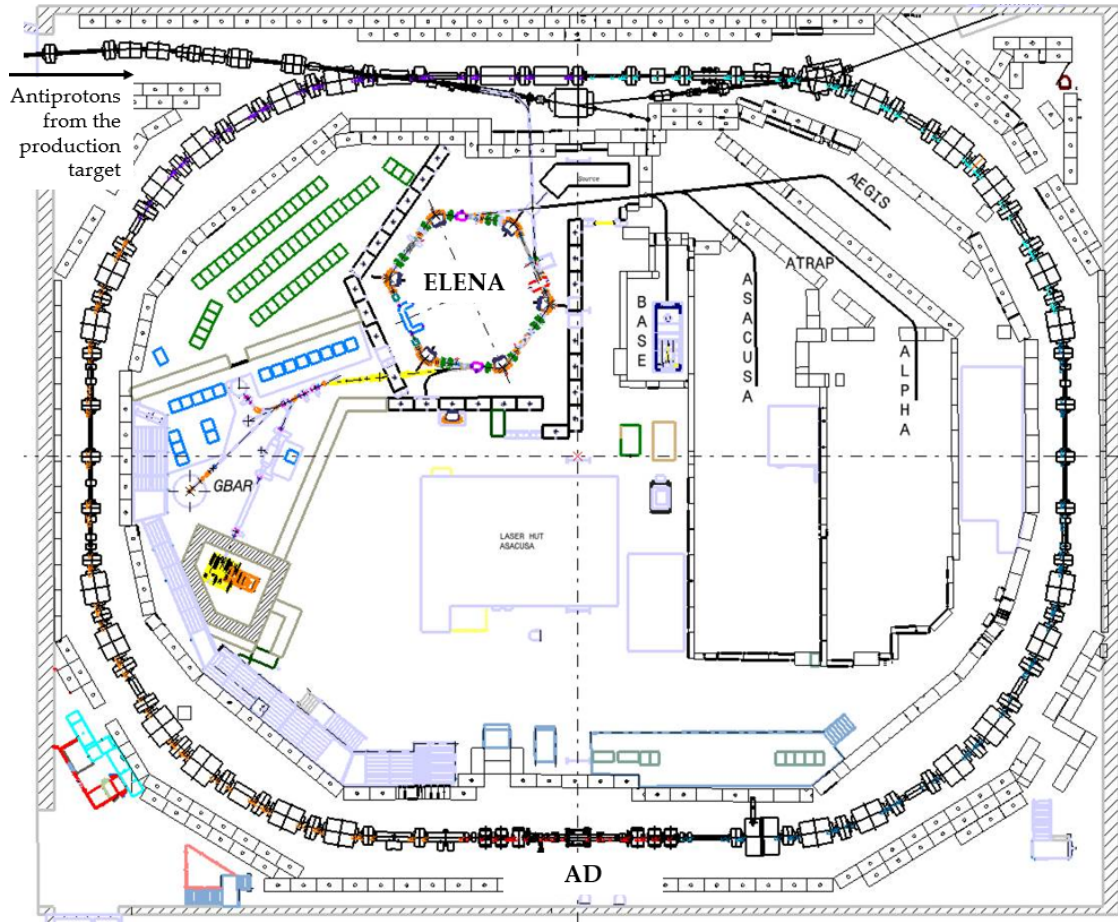 Antiprotons
from the
production
target
Source
AEGIS
ELENA
ATRAP
BASE
ASACUSA
ALPHA
GBAR
LASER HUT
ASACUSA
AD